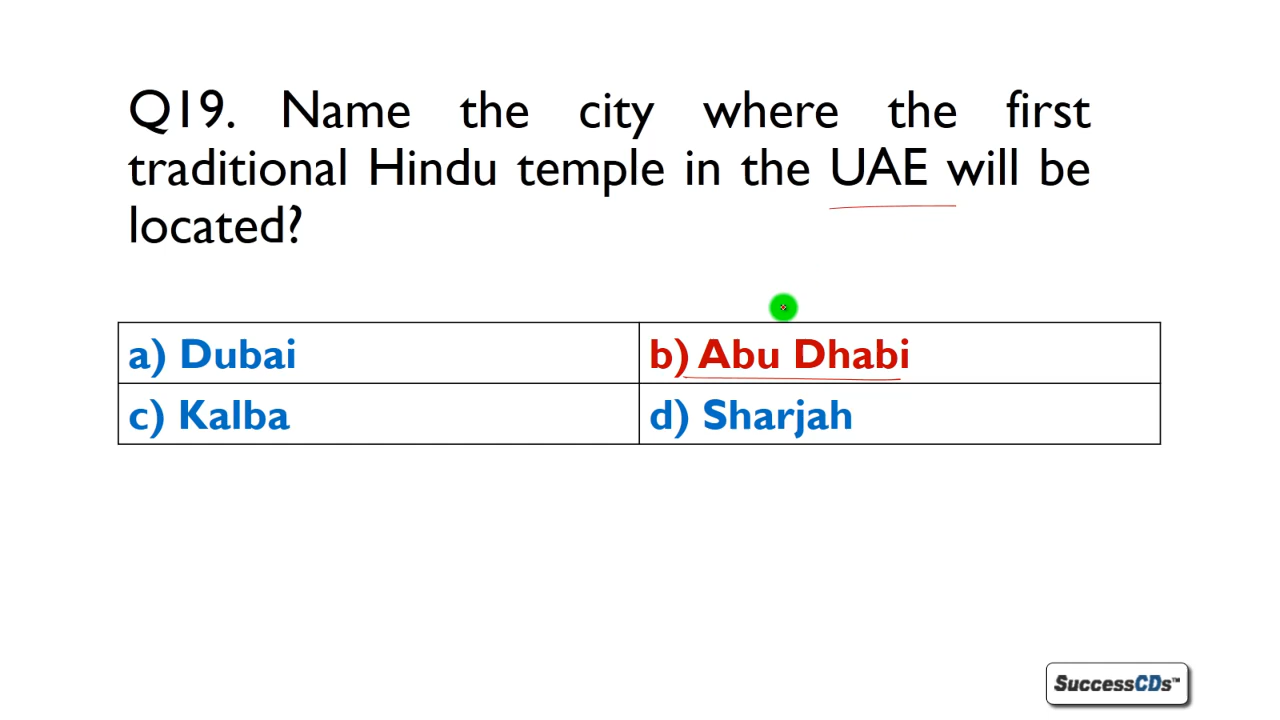 Q19. Name the city where the first
traditional Hindu temple in the UAE will be
located?
a) Dubai
b) Abu Dhabi
c) Kalba
d) Sharjah
SuccessCDs™